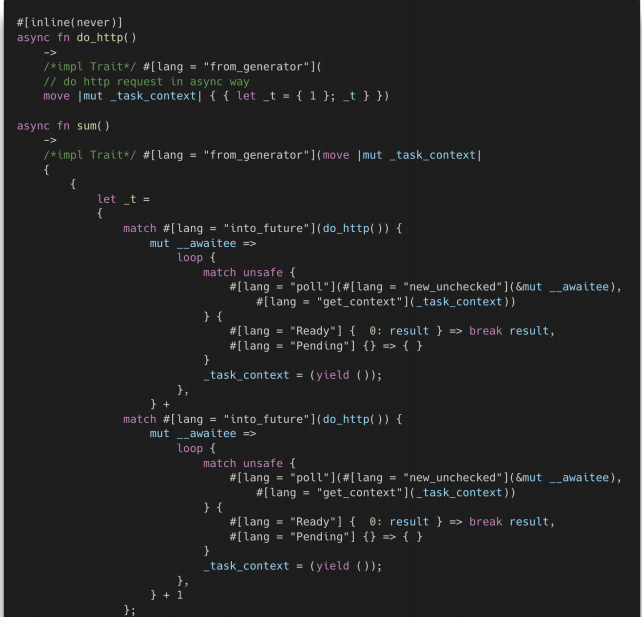 #[inline(never)]
async fn do_http()
    ->
    /*impl Trait*/ #[lang = "from_generator"](
    // do http request in async way
    move |mut _task_context| { { let _t = { 1 }; _t } })

async fn sum()
    ->
    /*impl Trait*/ #[lang = "from_generator"](move |mut _task_context|
    {
        {
            let _t =
            {
                match #[lang = "into_future"](do_http()) {
                    mut __awaitee =>
                        loop {
                            match unsafe {
                                #[lang = "poll"](#[lang = "new_unchecked"](&mut __awaitee),
                                    #[lang = "get_context"](_task_context))
                            } {
                                #[lang = "Ready"] {  0: result } => break result,
                                #[lang = "Pending"] {} => { }
                            }
                            _task_context = (yield ());
                        },
                    } +
                match #[lang = "into_future"](do_http()) {
                    mut __awaitee =>
                        loop {
                            match unsafe {
                                #[lang = "poll"](#[lang = "new_unchecked"](&mut __awaitee),
                                    #[lang = "get_context"](_task_context))
                            } {
                                #[lang = "Ready"] {  0: result } => break result,
                                #[lang = "Pending"] {} => { }
                            }
                            _task_context = (yield ());
                        },
                    } + 1
                };